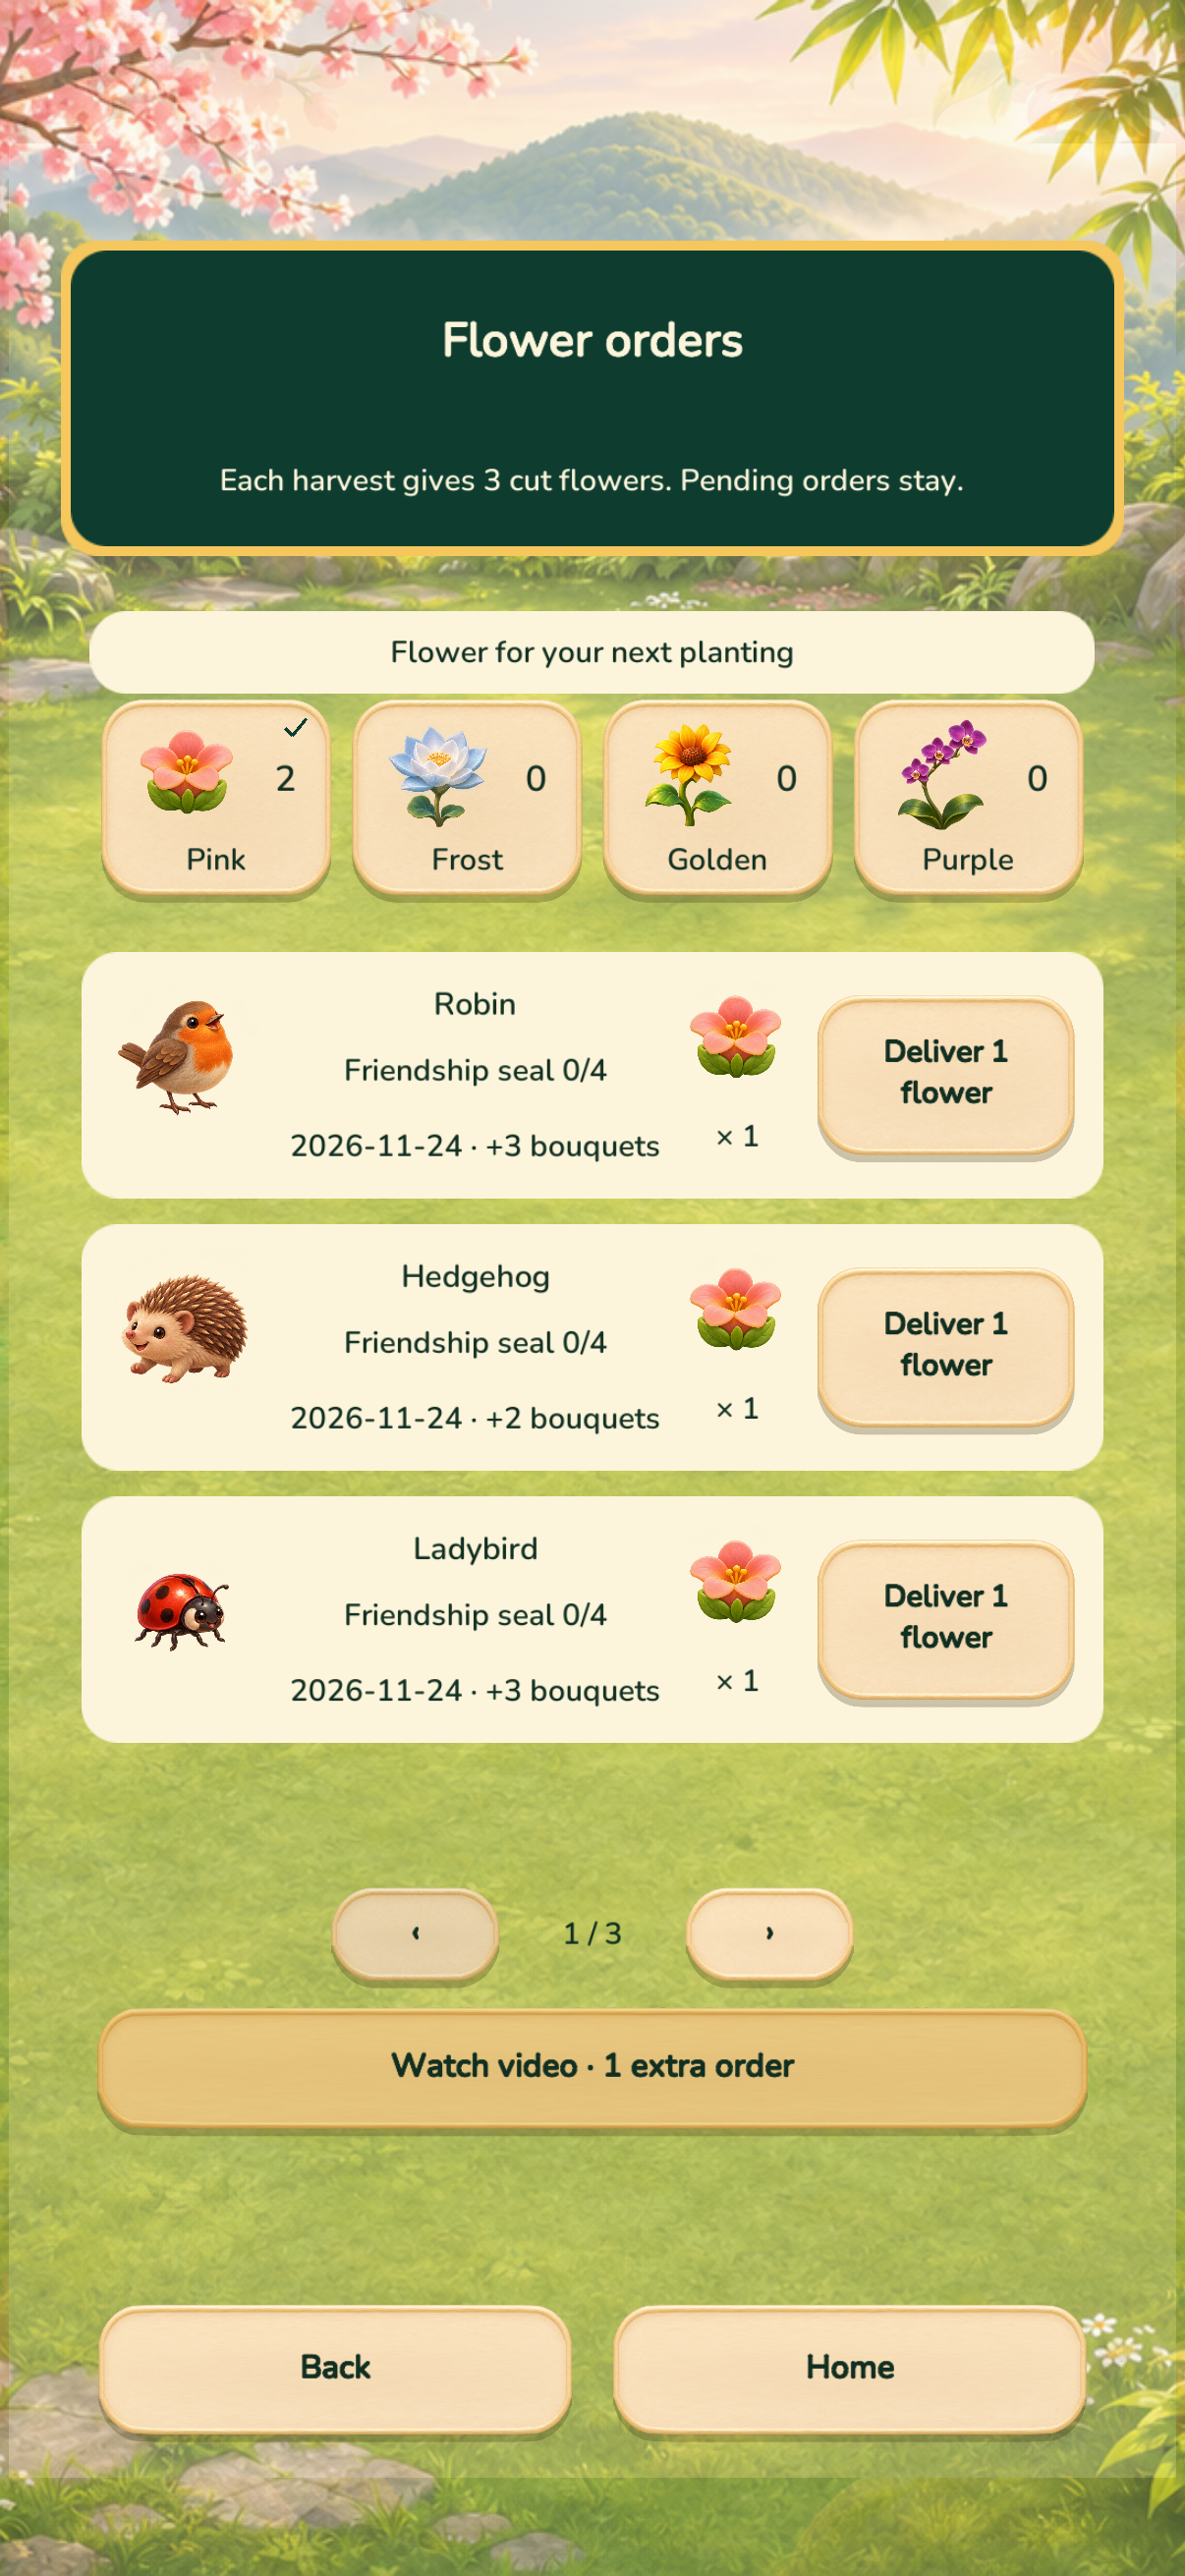 Flower orders
Each harvest gives 3 cut flowers. Pending orders stay.
Flower for your next planting
2
Pink
0
Frost
0
Golden
0
Purple
Robin
Friendship seal 0/4
2026-11-24 · +3 bouquets
× 1
Deliver 1
flower
Hedgehog
Friendship seal 0/4
2026-11-24 · +2 bouquets
× 1
Deliver 1
flower
Ladybird
Friendship seal 0/4
2026-11-24 · +3 bouquets
× 1
Deliver 1
flower
‹ 1 / 3 ›
Watch video · 1 extra order
Back
Home